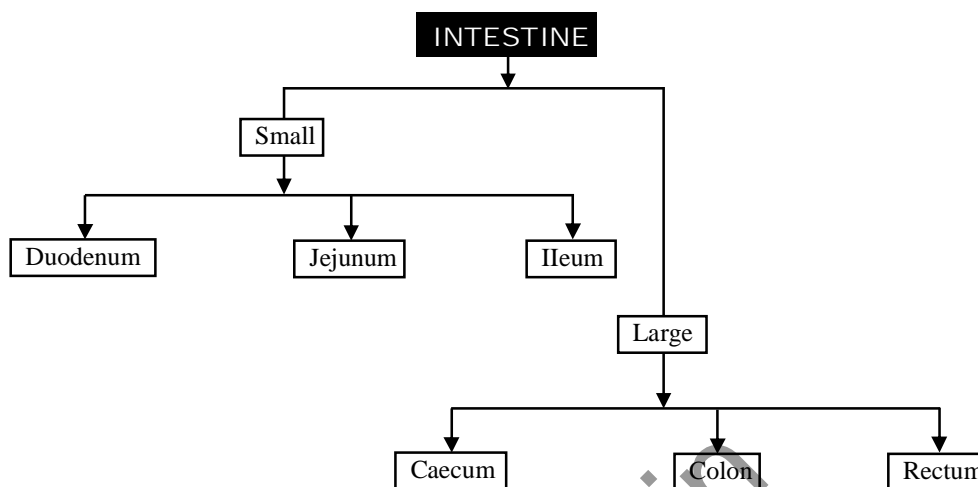 INTESTINE
Small
Duodenum
Jejunum
IIeum
Large
Caecum
Colon
Rectum